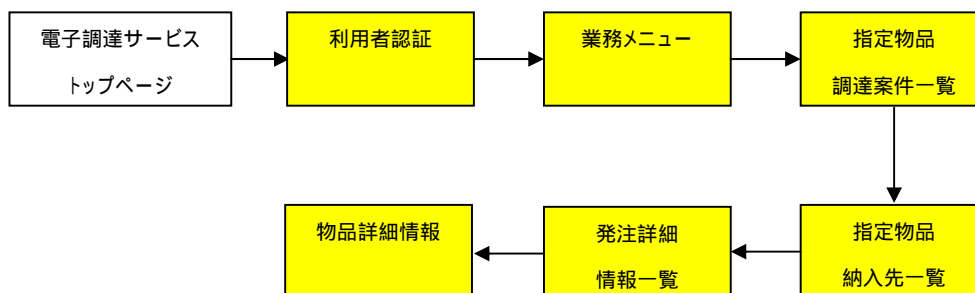 電子調達サービス
トップページ
利用者認証
業務メニュー
指定物品
調達案件一覧
物品詳細情報
発注詳細
情報一覧
指定物品
納入先一覧